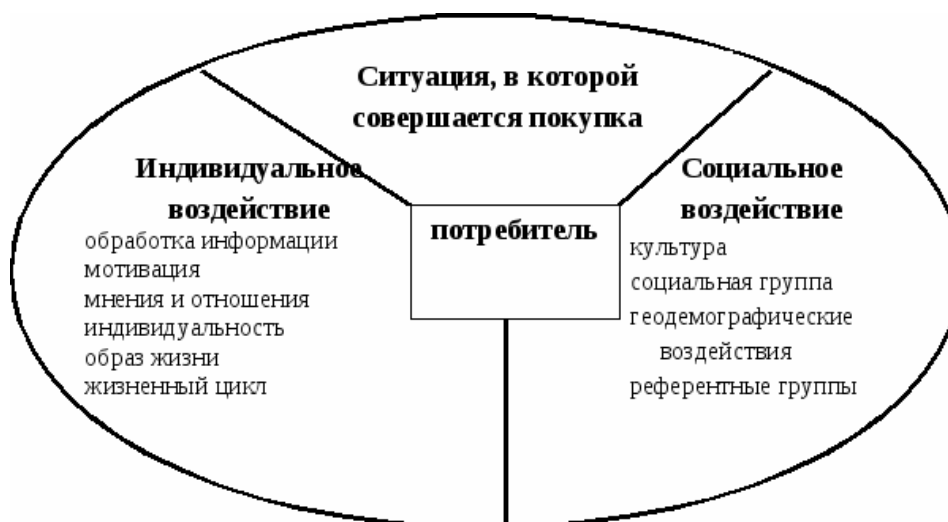 Ситуация, в которой
совершается покупка
Индивидуальное
воздействие
обработка информации
мотивация
мнения и отношения
индивидуальность
образ жизни
жизненный цикл
потребитель
Социальное
воздействие
культура
социальная группа
геодемографические
воздействия
референтные группы